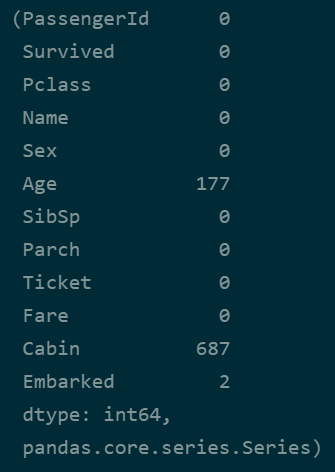 (PassengerId 0
Survived 0
Pclass 0
Name 0
Sex 0
Age 177
SibSp 0
Parch 0
Ticket 0
Fare 0
Cabin 687
Embarked 2
dtype: int64,
pandas.core.series.Series)